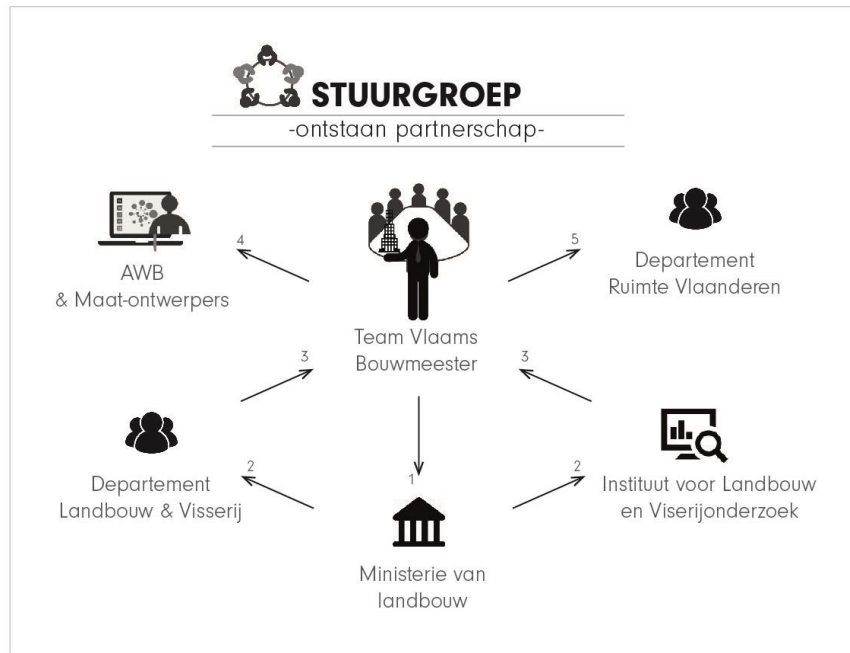 STUURGROEP
-ontstaan partnerschap-
4
5
AWB
& Maat-ontwerpers
Team Vlaams
Bouwmeester
Departement
Ruimte Vlaanderen
3
3
Departement
Landbouw & Visserij
2
1
2
Instituut voor Landbouw
en Viserijonderzoek
Ministerie van
landbouw